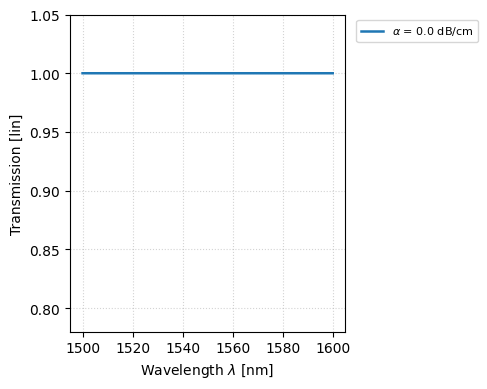 1.05
1.00
0.95
0.90
0.85
0.80
Transmission [lin]
1500 1520 1540 1560 1580 1600
Wavelength λ [nm]
α = 0.0 dB/cm